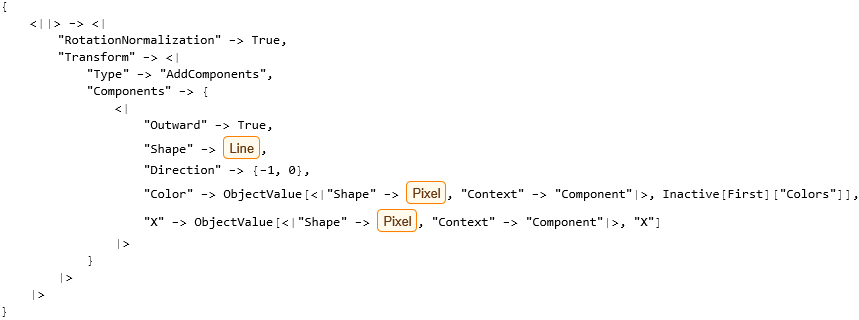 {
<||> -> <|
"RotationNormalization" -> True,
"Transform" -> <|
"Type" -> "AddComponents",
"Components" -> {
<|
"Outward" -> True,
"Shape" -> Line,
"Direction" -> {-1, 0},
"Color" -> ObjectValue[<|"Shape" -> Pixel, "Context" -> "Component"|>, Inactive[First]["Colors"]],
"X" -> ObjectValue[<|"Shape" -> Pixel, "Context" -> "Component"|>, "X"]
|>
}
|>
|>
}